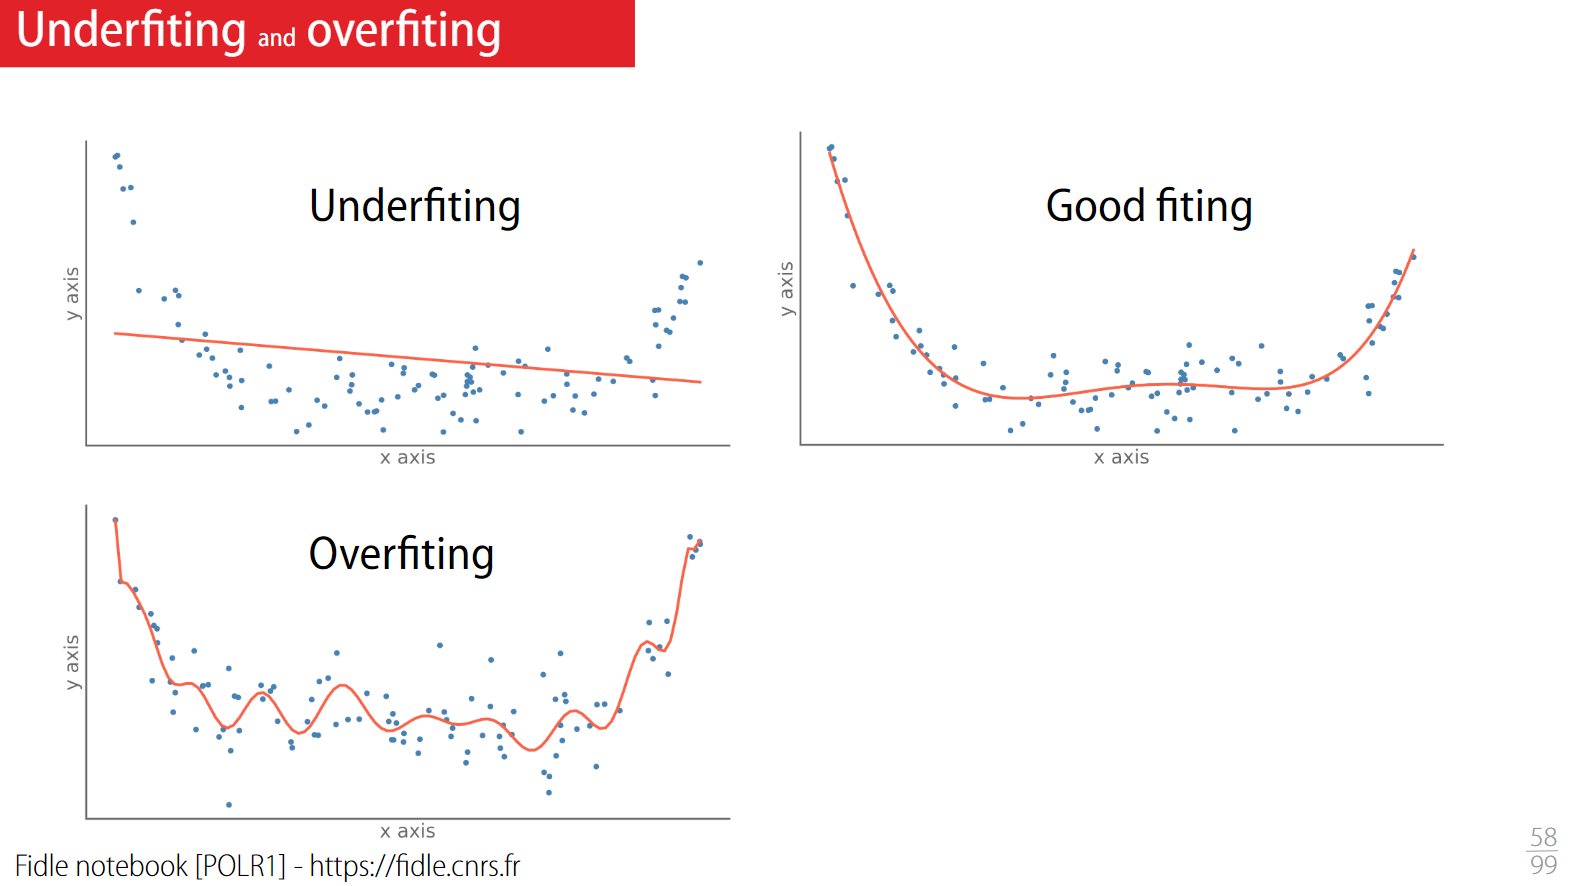 Underfiting and overfiting
Underfiting
y axis
x axis
Good fiting
y axis
x axis
Overfiting
y axis
x axis
Fidle notebook [POLR1] - https://fidle.cnrs.fr
58
99